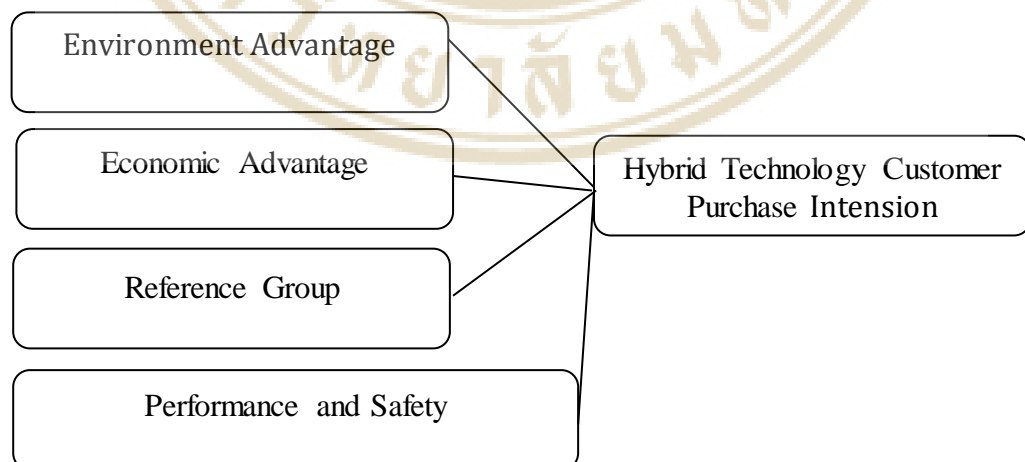 Environment Advantage
Economic Advantage
Reference Group
Performance and Safety
Hybrid Technology Customer
Purchase Intension